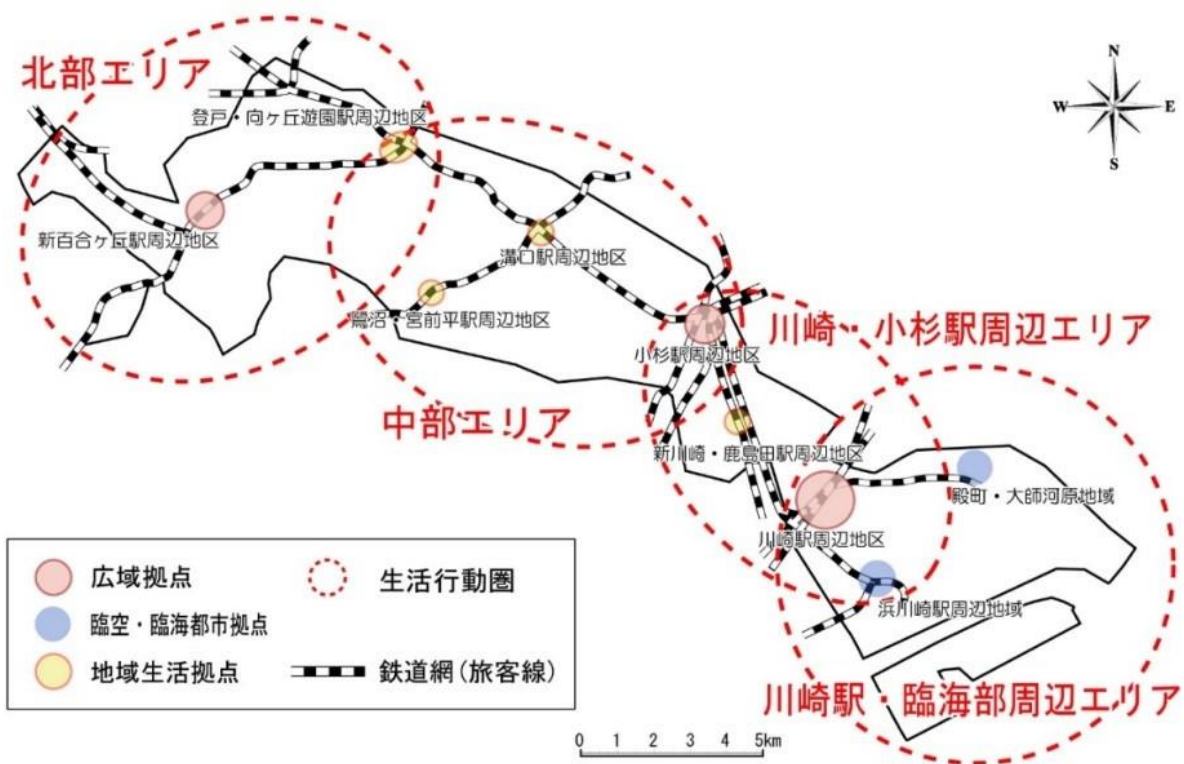 北部エリア
N
W E
S
登戸・向ヶ丘遊園駅周辺地区
新百合ヶ丘駅周辺地区
溝口駅周辺地区
鷺沼・宮前平駅周辺地区
川崎・小杉駅周辺エリア
小杉駅周辺地区
中部エリア
新川崎・鹿島田駅周辺地区
殿町・大師河原地域
川崎駅周辺地区
浜川崎駅周辺地域
川崎駅・臨海部周辺エリア
広域拠点
生活行動圏
臨空・臨海都市拠点
地域生活拠点
鉄道網(旅客線)
0 1 2 3 4 5km